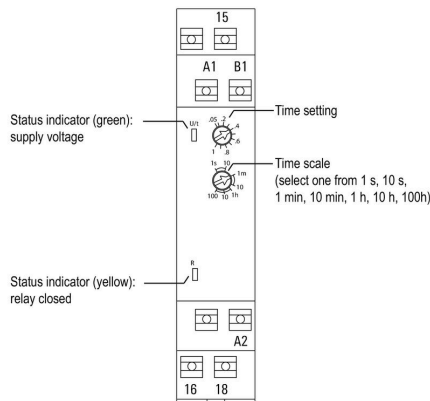 15
A1 B1
Status indicator (green):
supply voltage
U/t
.05 .2
.4
.6
.8
1
Time setting
1s 10
1m
10
1h
10
100
Time scale
(select one from 1 s, 10 s,
1 min, 10 min, 1 h, 10 h, 100h)
R
Status indicator (yellow):
relay closed
A2
16 18